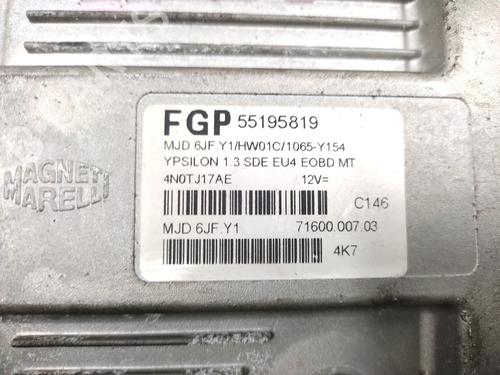 FGP 55195819
MJD 6JF.Y1/HW01C/1065-Y154
YPSILON 1.3 SDE EU4 EOBD MT
4N0TJ17AE 12V=
C146
MJD 6JF.Y1 71600.007.03
4K7
MAGNETI
MARELLI